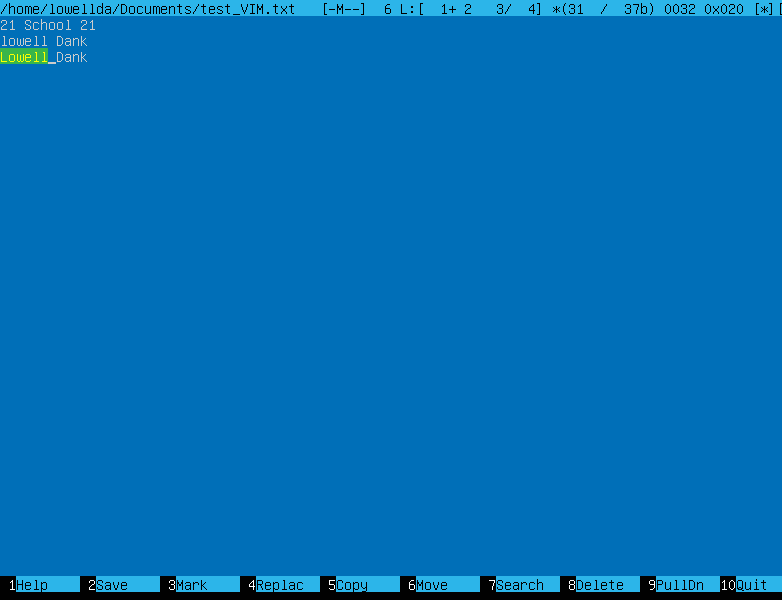 /home/lowellda/Documents/test_VIM.txt   [-M--]  6 L:[  1+ 2   3/  4] *(31  /  37b) 0032 0x020 [*][
21 School 21
lowell Dank
Lowell Dank
1Help 2Save 3Mark 4Replac 5Copy 6Move 7Search 8Delete 9PullDn 10Quit